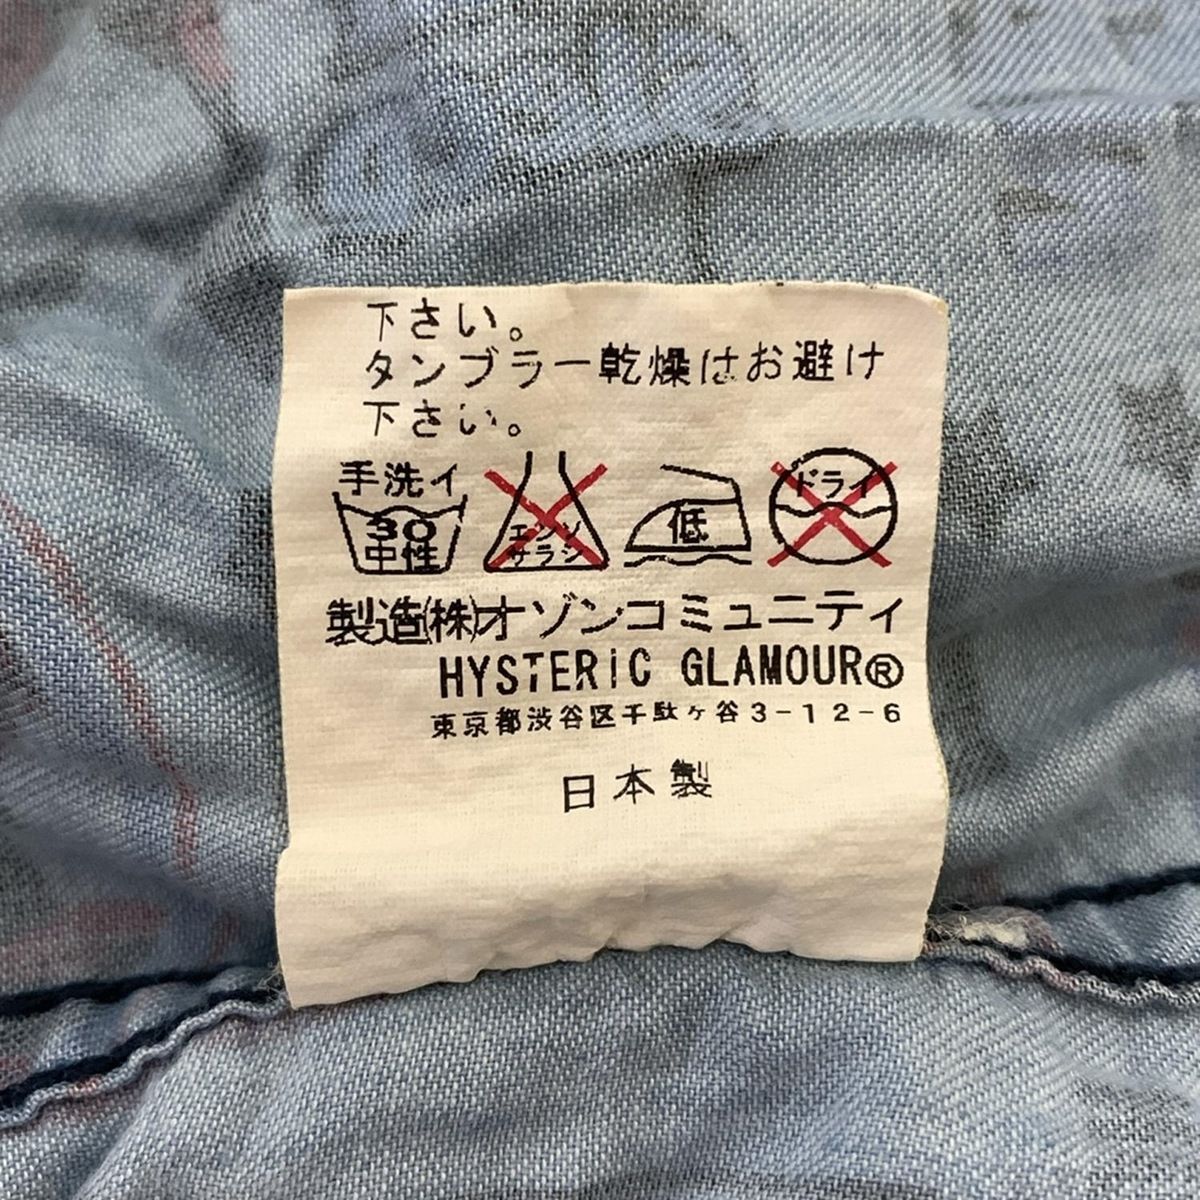 下さい。
タンブラー乾燥はお避け
下さい。
手洗イ
30
中性
エンソ
サラシ
低
ドライ
製造(株)オゾンコミュニティ
HYSTERIC GLAMOUR®
東京都渋谷区千駄ヶ谷3-12-6
日本製